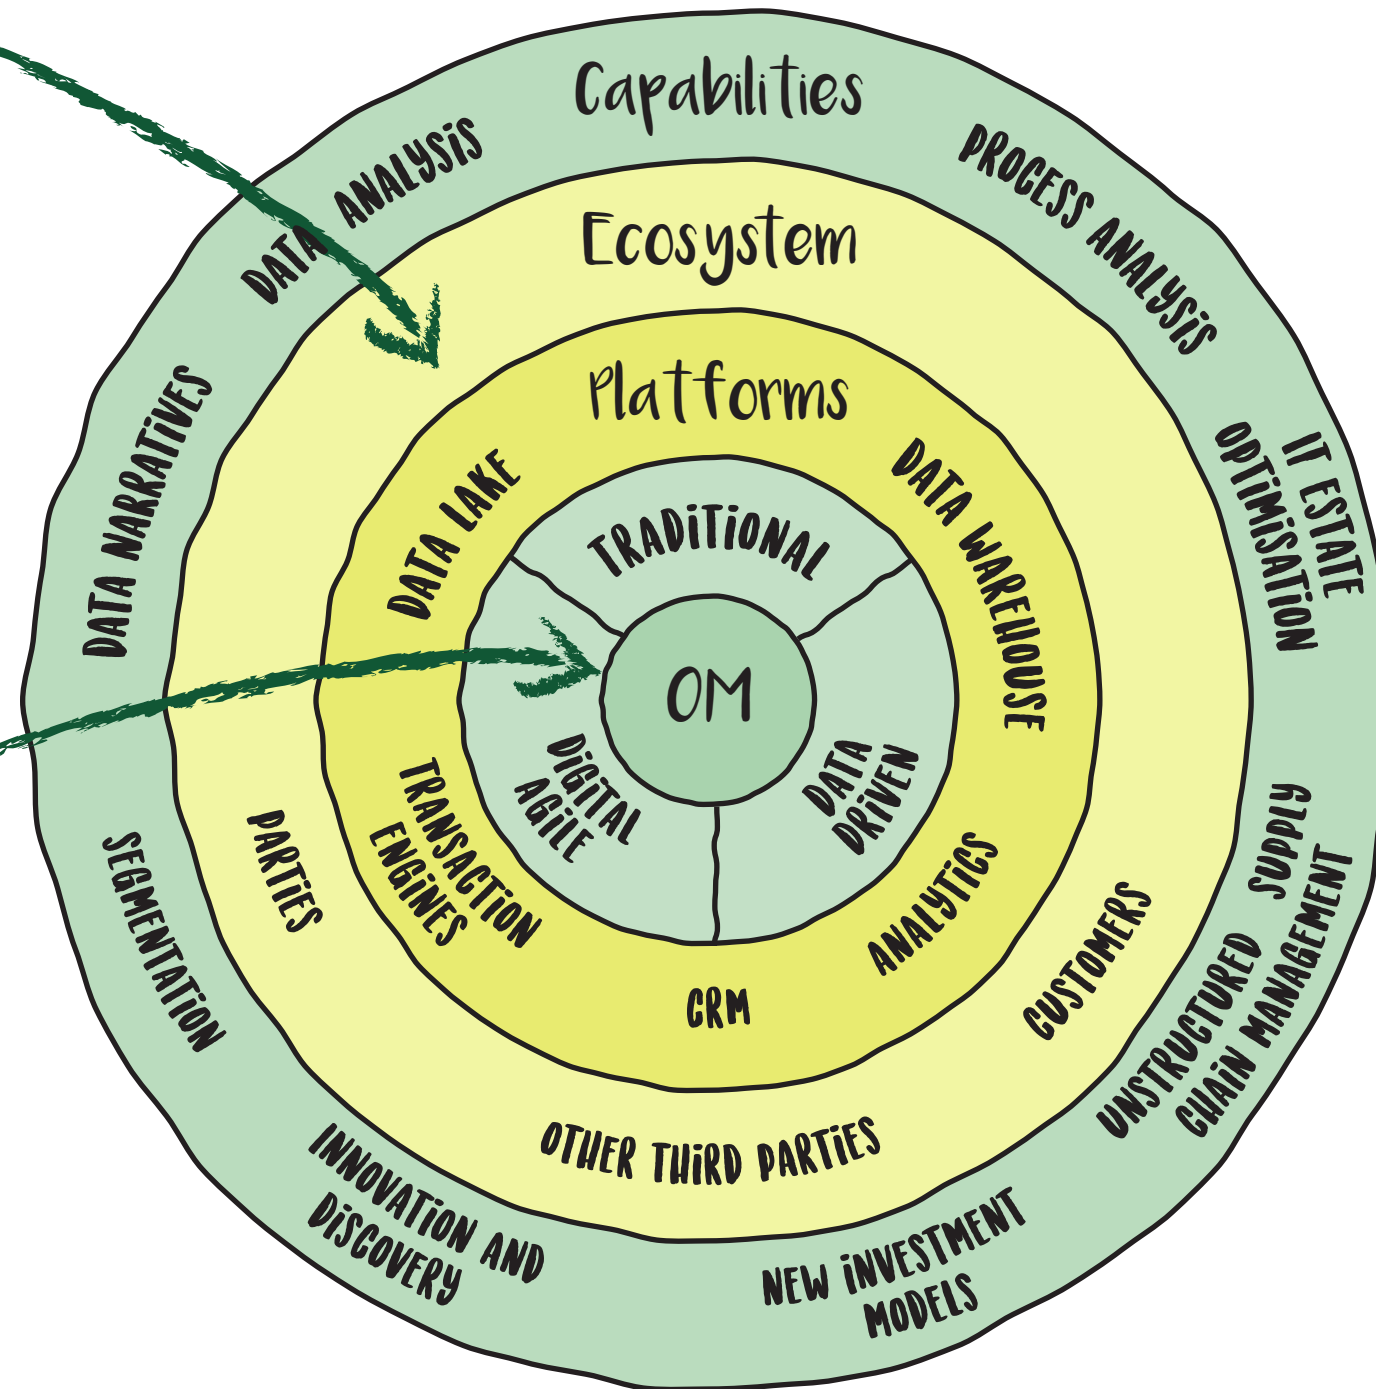 Capabilities
DATA ANALYSIS
PROCESS ANALYSIS
IT ESTATE
OPTIMISATION
UNSTRUCTURED SUPPLY
CHAIN MANAGEMENT
NEW INVESTMENT
MODELS
INNOVATION AND
DISCOVERY
SEGMENTATION
DATA NARRATIVES
Ecosystem
CUSTOMERS
OTHER THIRD PARTIES
PARTIES
Platforms
DATA LAKE
DATA WAREHOUSE
ANALYTICS
CRM
TRANSACTION
ENGINES
TRADITIONAL
DATA
DRIVEN
DIGITAL
AGILE
OM